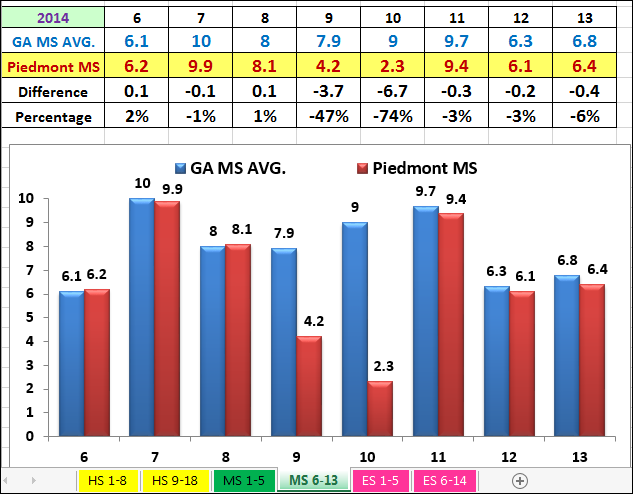 2014 6 7 8 9 10 11 12 13
GA MS AVG. 6.1 10 8 7.9 9 9.7 6.3 6.8
Piedmont MS 6.2 9.9 8.1 4.2 2.3 9.4 6.1 6.4
Difference 0.1 -0.1 0.1 -3.7 -6.7 -0.3 -0.2 -0.4
Percentage 2% -1% 1% -47% -74% -3% -3% -6%
GA MS AVG. Piedmont MS
10
9
8
7
6
5
4
3
2
1
0
6.1 6.2 10 9.9 8 8.1 7.9 4.2 9 2.3 9.7 9.4 6.3 6.1 6.8 6.4
6 7 8 9 10 11 12 13
HS 1-8 HS 9-18 MS 1-5 MS 6-13 ES 1-5 ES 6-14